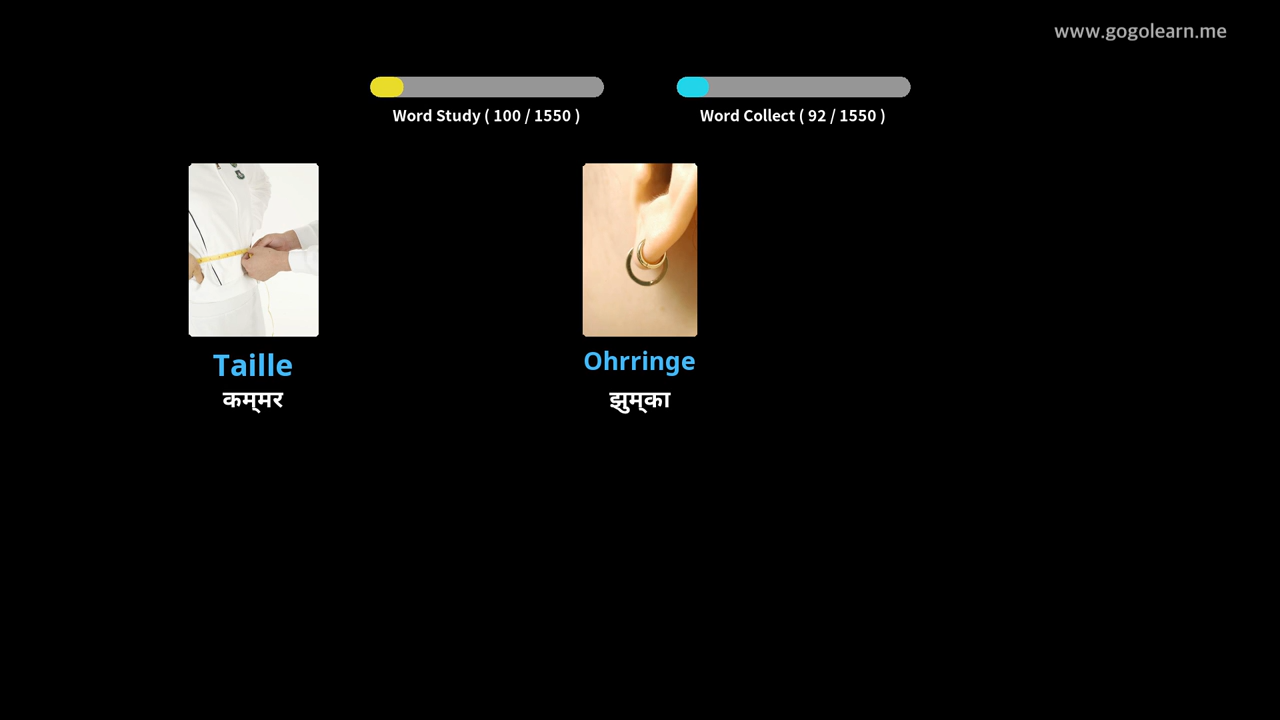 www.gogolearn.me
Word Study ( 100 / 1550 )
Word Collect ( 92 / 1550 )
Taille
कम्मर
Ohrringe
झुम्का